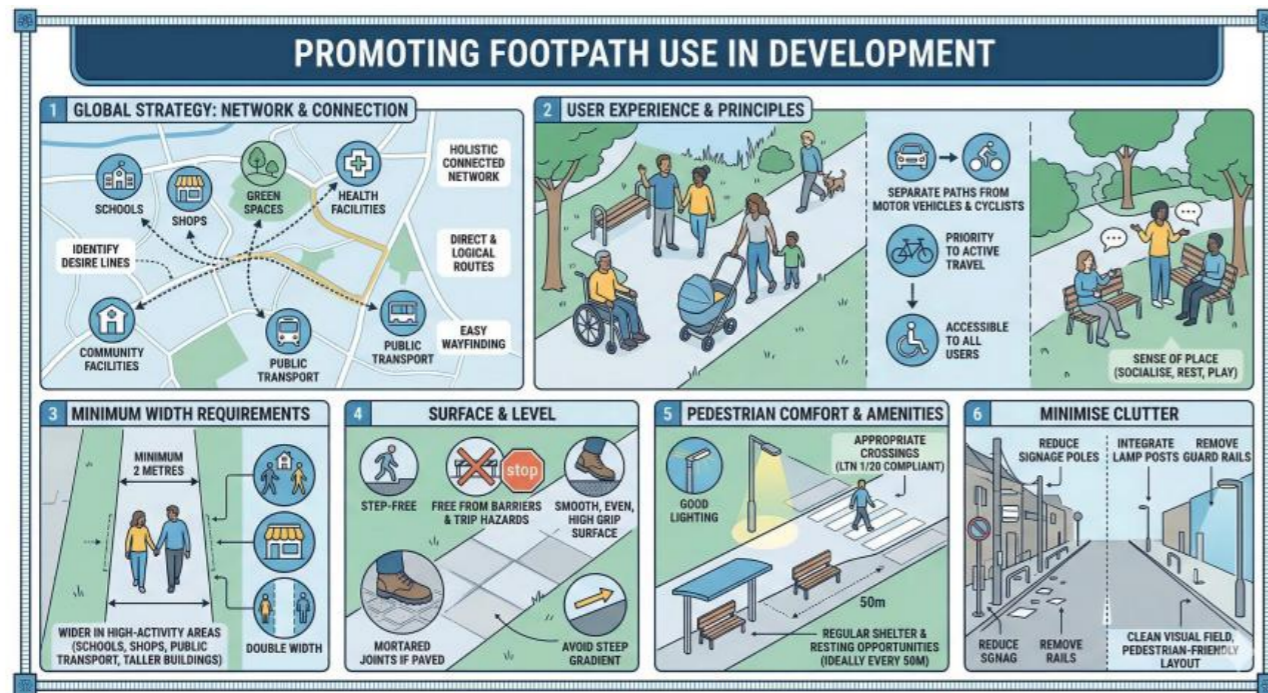 PROMOTING FOOTPATH USE IN DEVELOPMENT
1 GLOBAL STRATEGY: NETWORK & CONNECTION
SCHOOLS
SHOPS
GREEN
SPACES
HEALTH
FACILITIES
HOLISTIC
CONNECTED
NETWORK
IDENTIFY
DESIRE LINES
DIRECT &
LOGICAL
ROUTES
COMMUNITY
FACILITIES
PUBLIC
TRANSPORT
PUBLIC
TRANSPORT
EASY
WAYFINDING
2 USER EXPERIENCE & PRINCIPLES
SEPARATE PATHS FROM
MOTOR VEHICLES & CYCLISTS
PRIORITY
TO ACTIVE
TRAVEL
ACCESSIBLE
TO ALL
USERS
SENSE OF PLACE
(SOCIALISE, REST, PLAY)
3 MINIMUM WIDTH REQUIREMENTS
MINIMUM
2 METRES
WIDER IN HIGH-ACTIVITY AREAS
(SCHOOLS, SHOPS, PUBLIC
TRANSPORT, TALLER BUILDINGS)
DOUBLE WIDTH
4 SURFACE & LEVEL
STEP-FREE
stop
FREE FROM BARRIERS
& TRIP HAZARDS
SMOOTH, EVEN,
HIGH GRIP
SURFACE
MORTARED
JOINTS IF PAVED
AVOID STEEP
GRADIENT
5 PEDESTRIAN COMFORT & AMENITIES
GOOD
LIGHTING
APPROPRIATE
CROSSINGS
(LTN 1/20 COMPLIANT)
50m
REGULAR SHELTER &
RESTING OPPORTUNITIES
(IDEALLY EVERY 50M)
6 MINIMISE CLUTTER
REDUCE
SIGNAGE POLES
INTEGRATE
LAMP POSTS
REMOVE
GUARD RAILS
REDUCE
SGNAG
REMOVE
RAILS
CLEAN VISUAL FIELD,
PEDESTRIAN-FRIENDLY
LAYOUT